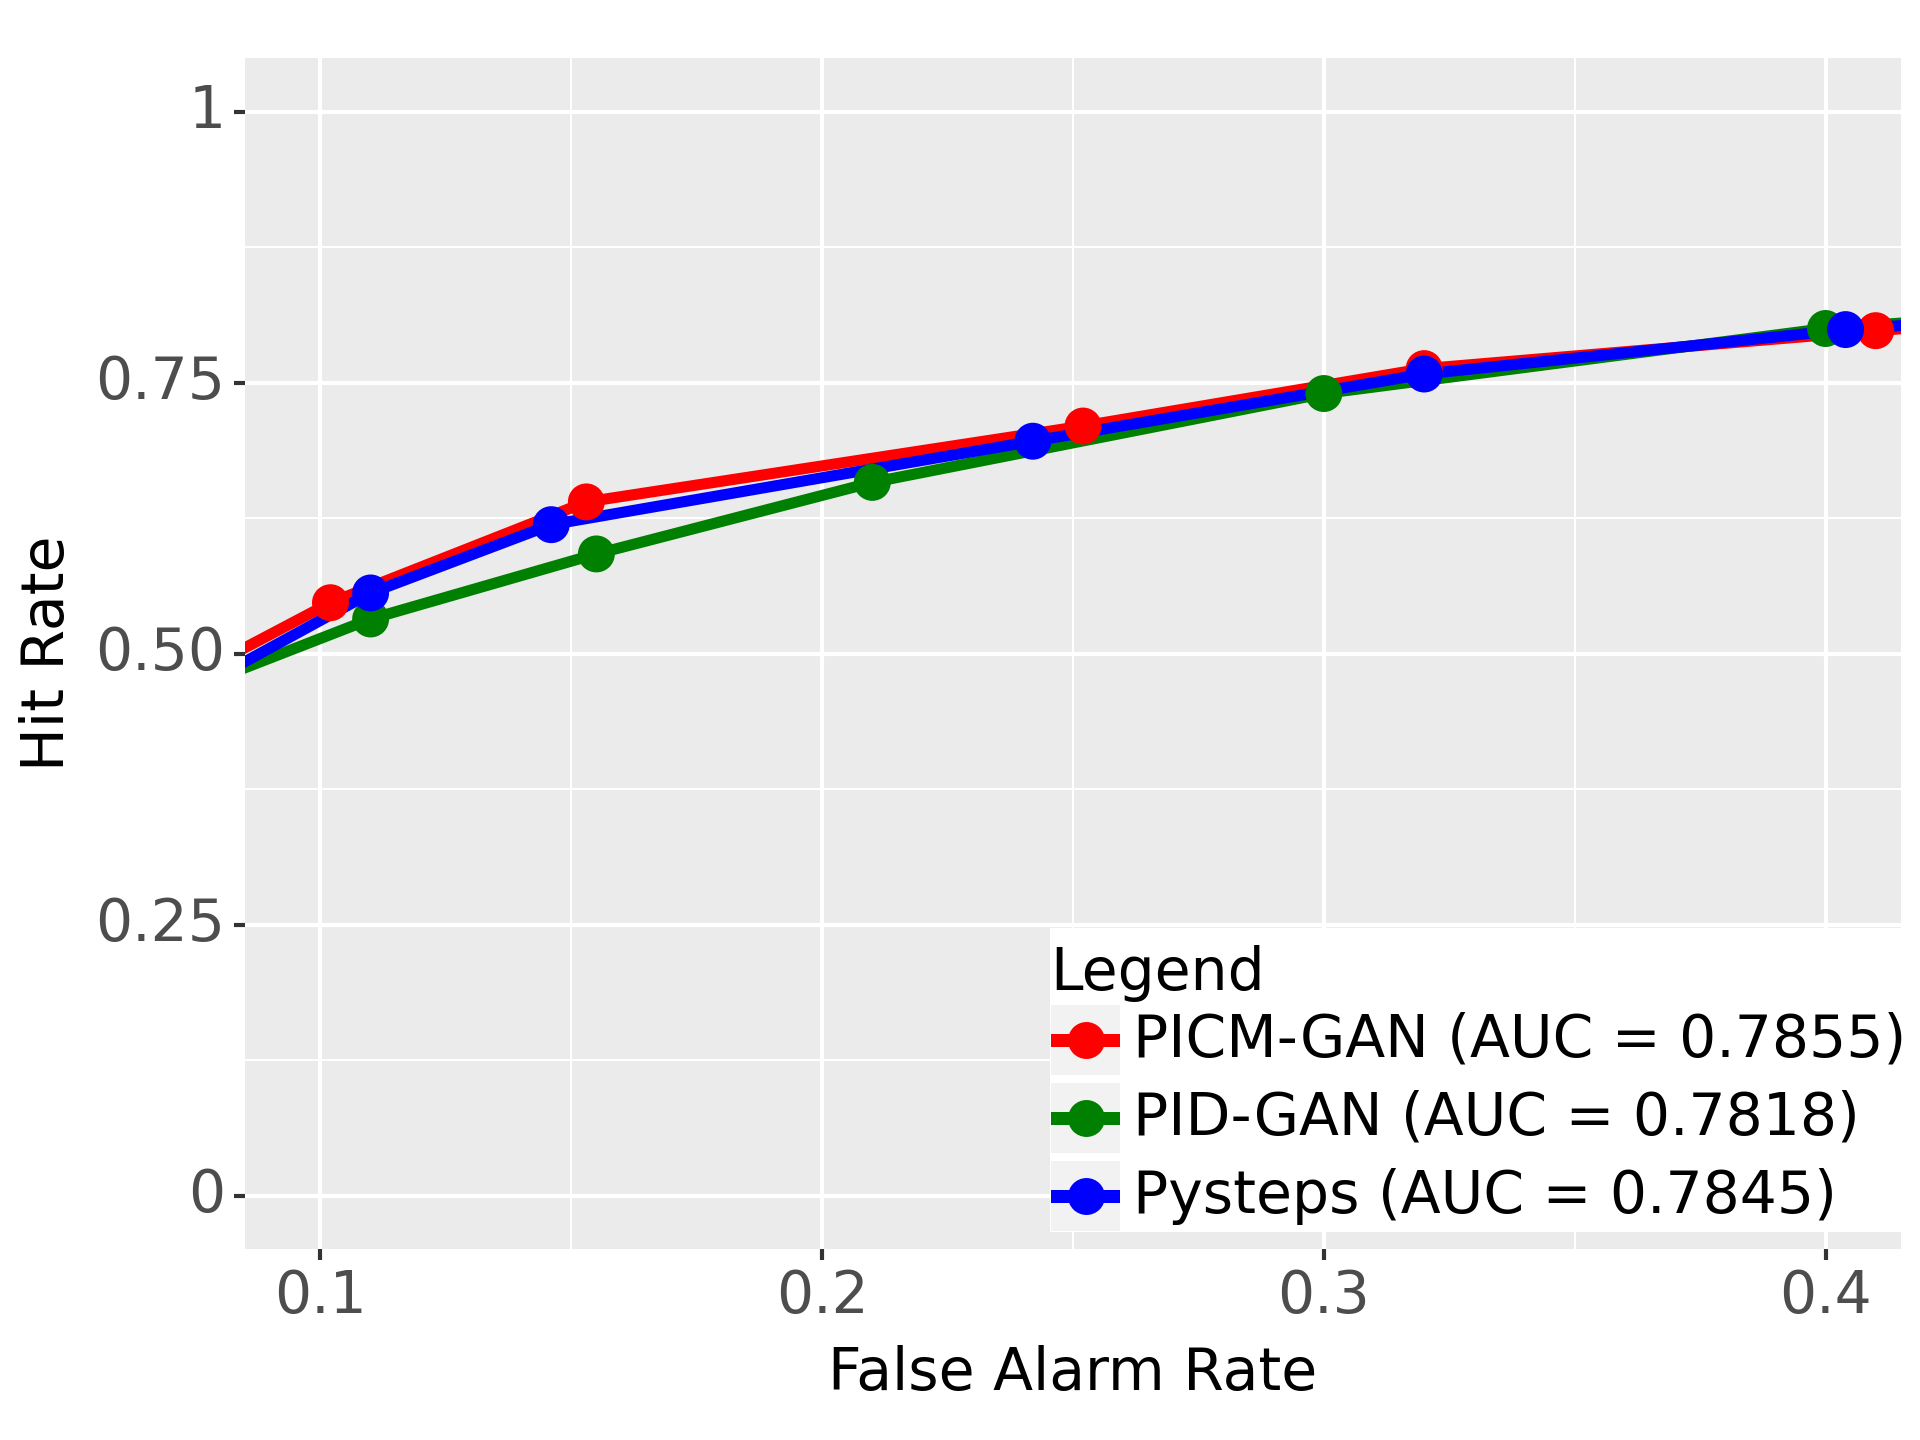 1
0.75
0.50
0.25
0
Hit Rate
Legend
PICM-GAN (AUC = 0.7855)
PID-GAN (AUC = 0.7818)
Pysteps (AUC = 0.7845)
0.1
0.2
0.3
0.4
False Alarm Rate